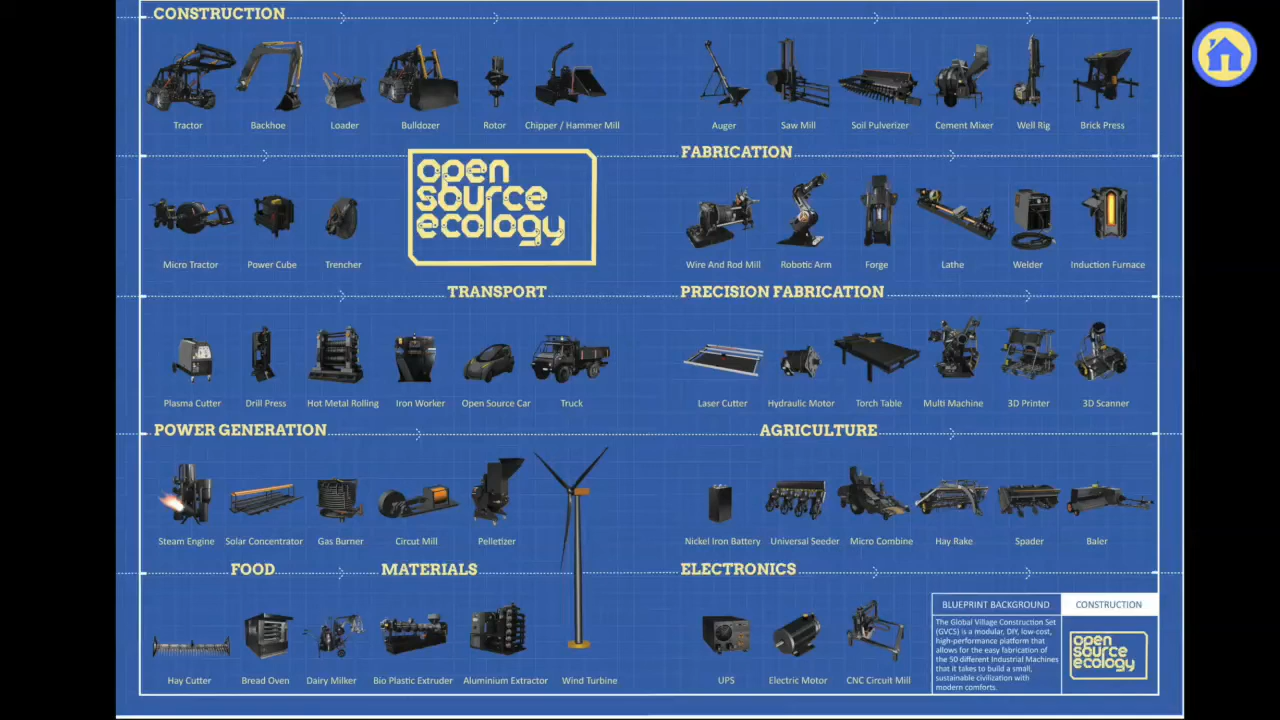 CONSTRUCTION
Tractor
Backhoe
Loader
Bulldozer
Rotor
Chipper / Hammer Mill
Auger
Saw Mill
Soil Pulverizer
Cement Mixer
Well Rig
Brick Press
open
source
ecology
FABRICATION
Micro Tractor
Power Cube
Trencher
Wire And Rod Mill
Robotic Arm
Forge
Lathe
Welder
Induction Furnace
TRANSPORT
PRECISION FABRICATION
Plasma Cutter
Drill Press
Hot Metal Rolling
Iron Worker
Open Source Car
Truck
Laser Cutter
Hydraulic Motor
Torch Table
Multi Machine
3D Printer
3D Scanner
POWER GENERATION
AGRICULTURE
Steam Engine
Solar Concentrator
Gas Burner
Circut Mill
Pelletizer
Nickel Iron Battery
Universal Seeder
Micro Combine
Hay Rake
Spader
Baler
FOOD
MATERIALS
ELECTRONICS
Hay Cutter
Bread Oven
Dairy Milker
Bio Plastic Extruder
Aluminium Extractor
Wind Turbine
UPS
Electric Motor
CNC Circuit Mill
BLUEPRINT BACKGROUND
CONSTRUCTION
The Global Village Construction Set
(GVCS) is a modular, DIY, low-cost,
high-performance platform that
allows for the easy fabrication of
the 50 different Industrial Machines
that it takes to build a small,
sustainable civilization with
modern comforts.
open
source
ecology